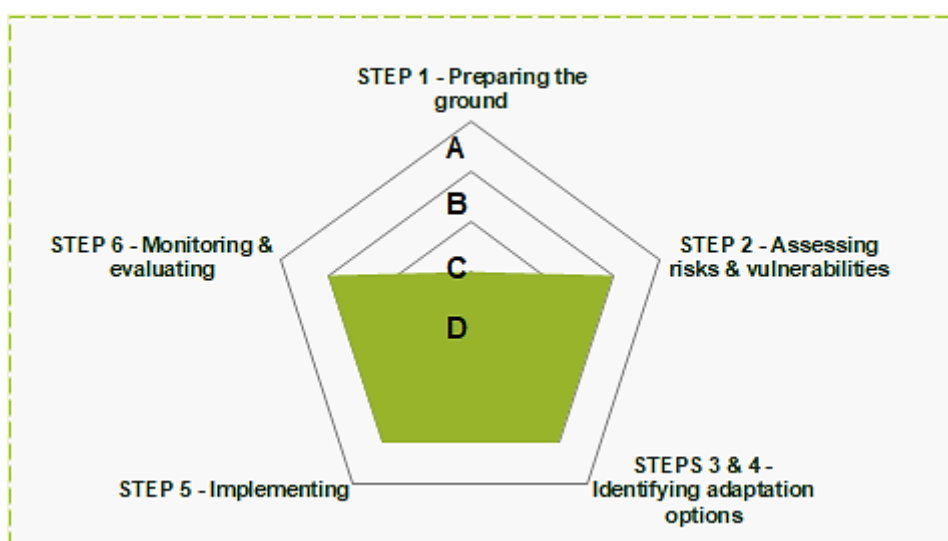 STEP 1 - Preparing the
ground
A
B
STEP 6 - Monitoring &
evaluating
STEP 2 - Assessing
risks & vulnerabilities
C
D
STEP 5 - Implementing
STEPS 3 & 4 -
Identifying adaptation
options